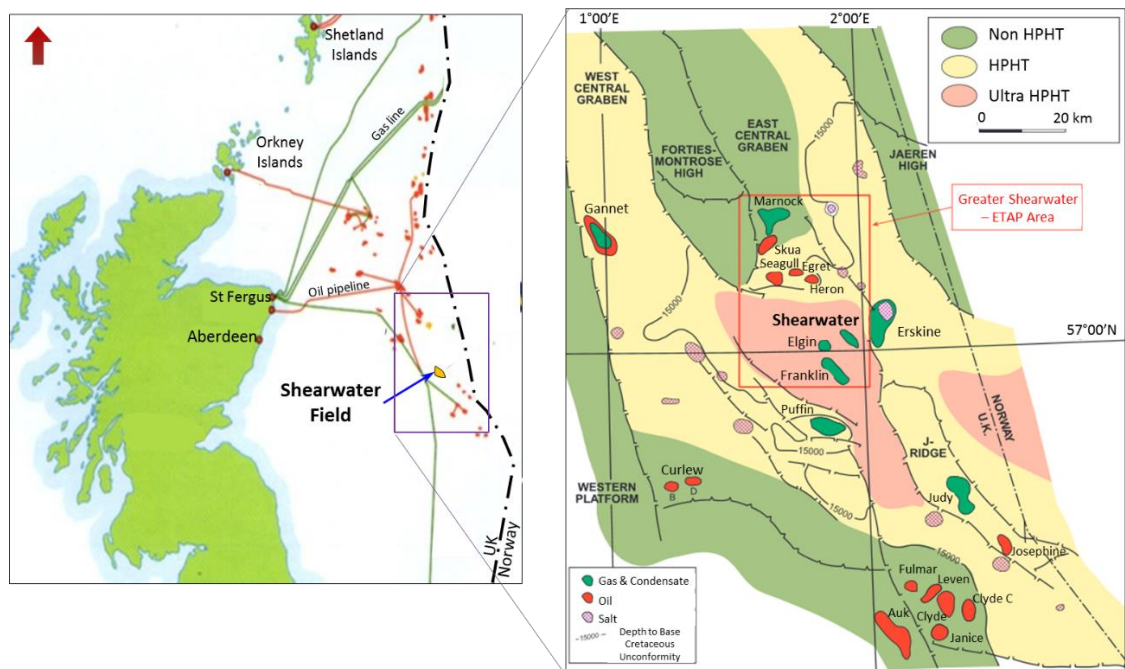 Shetland
Islands
Gas line
Orkney
Islands
St Fergus
Oil pipeline
Aberdeen
Shearwater
Field
UK
Norway
1°00’E
2°00’E
Non HPHT
HPHT
Ultra HPHT
0
20 km
WEST
CENTRAL
GRABEN
EAST
CENTRAL
GRABEN
15000
FORTIES-
MONTROSE
HIGH
JAEREN
HIGH
Greater Shearwater
– ETAP Area
Marnock
Gannet
Skua
Seagull
Egret
Heron
15000
15000
Shearwater
Erskine
57°00’N
Elgin
Franklin
NORWAY
U.K.
Puffin
15000
J-
RIDGE
Curlew
B
D
WESTERN
PLATFORM
15000
Judy
15000
Josephine
Fulmar
Leven
Clyde C
Auk
Clyde
Janice
Gas & Condensate
Oil
Salt
-15000-
Depth to Base
Cretaceous
Unconformity